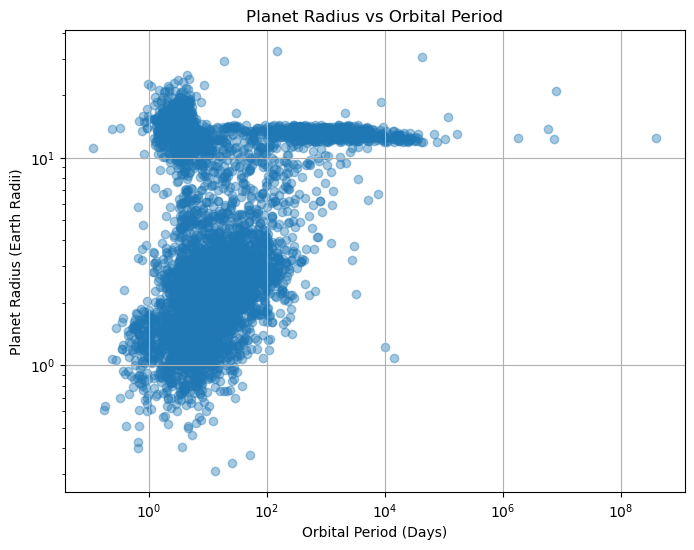 Planet Radius vs Orbital Period
Planet Radius (Earth Radii)
10¹
10⁰
10⁰ 10² 10⁴ 10⁶ 10⁸
Orbital Period (Days)